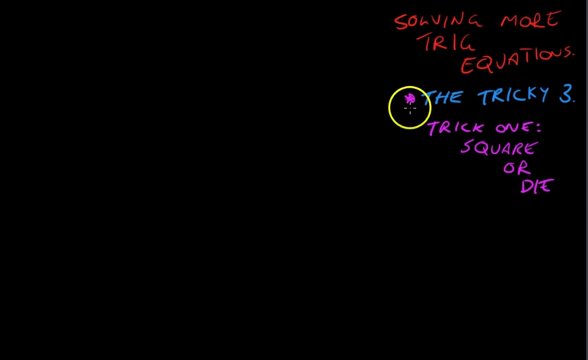 SOLVING MORE
TRIG
EQUATIONS.
THE TRICKY 3.
TRICK ONE:
SQUARE
OR
DIE